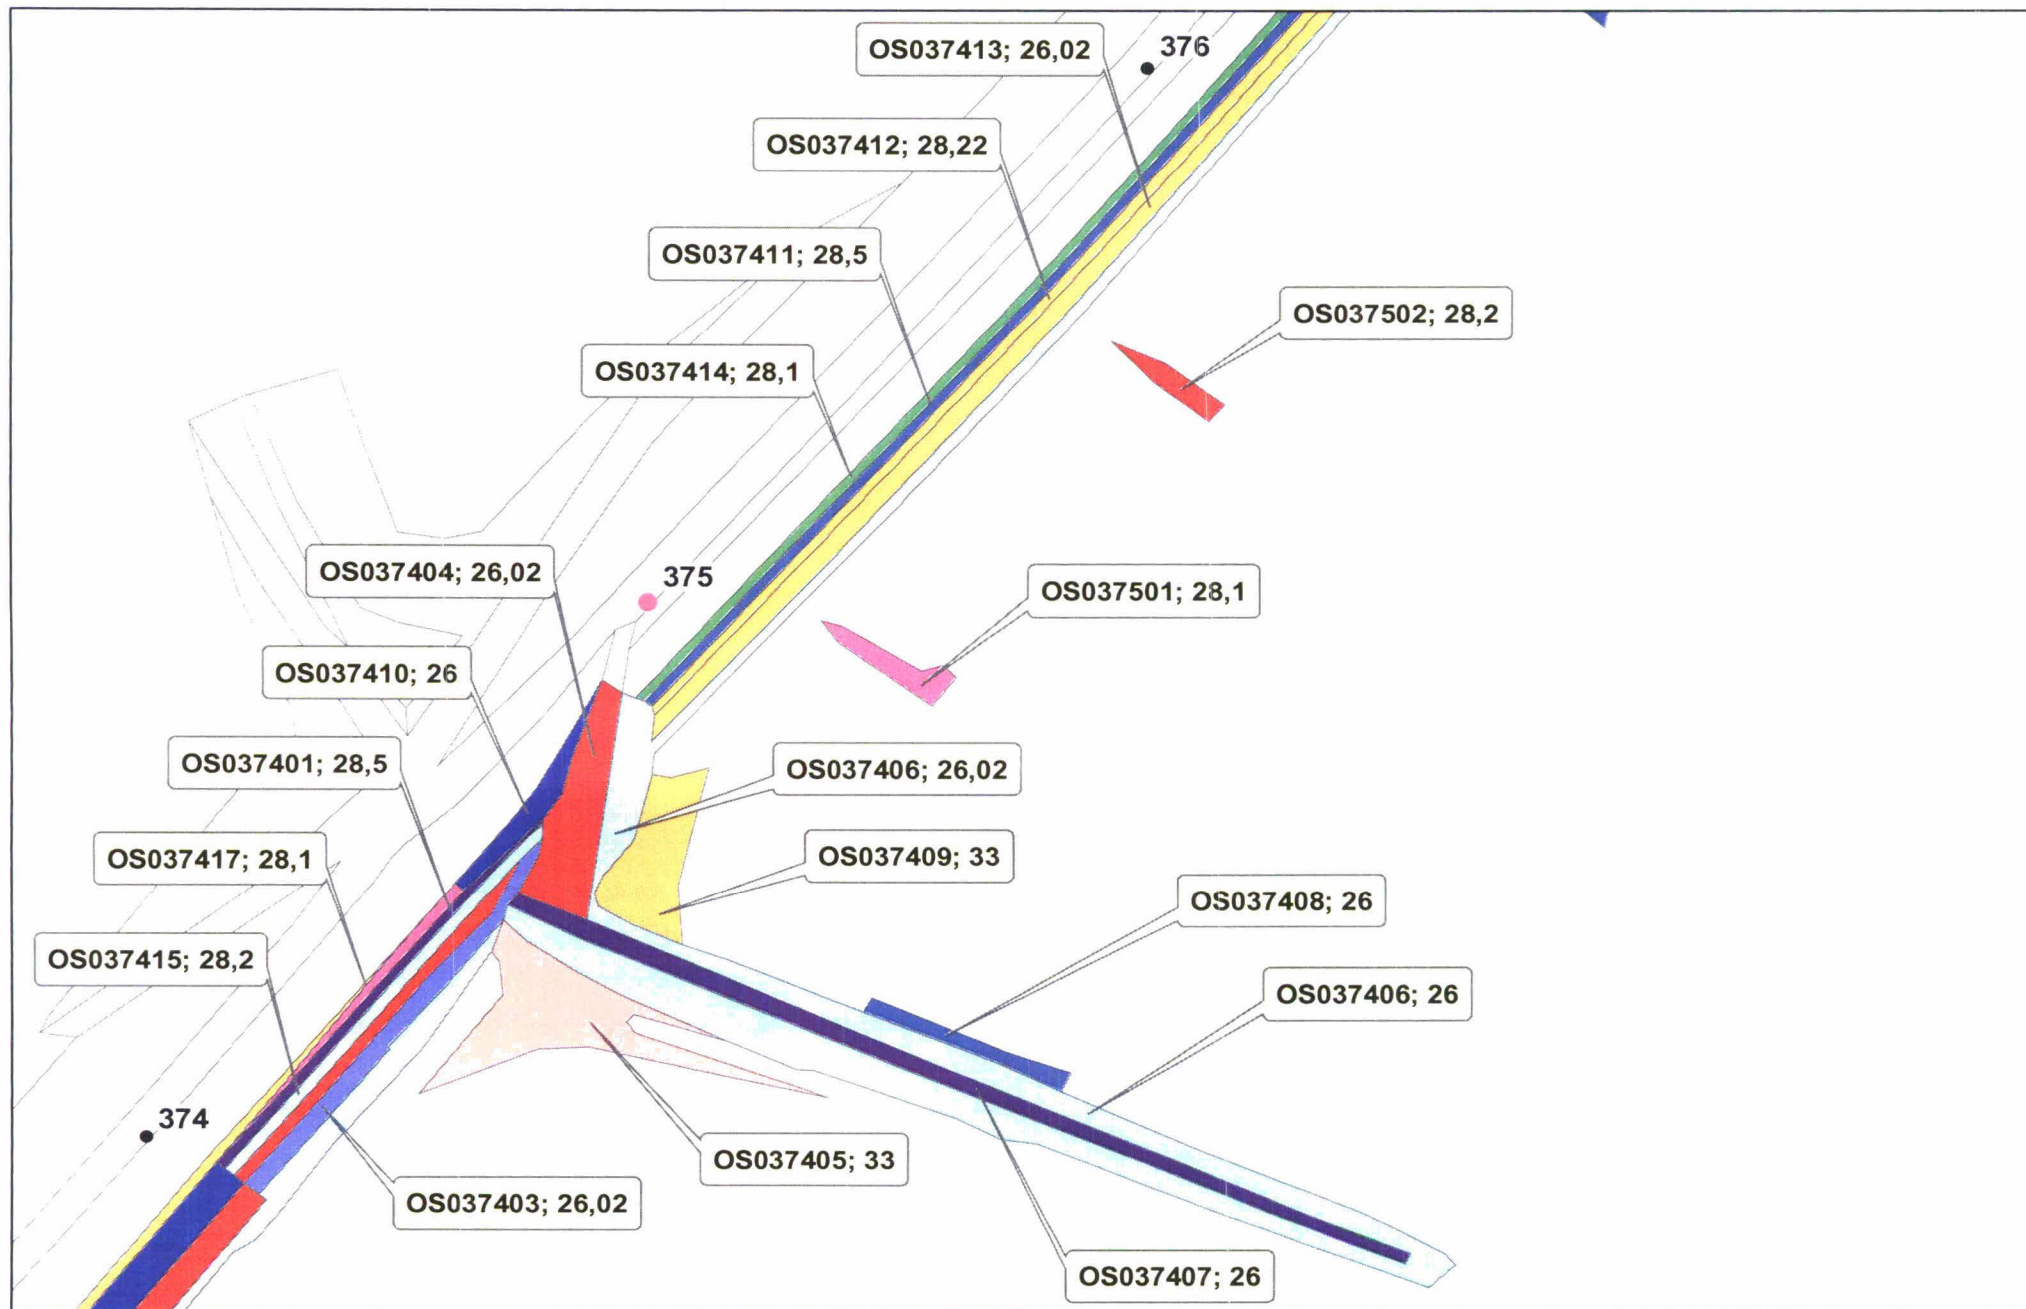 OS037413; 26,02
376
OS037412; 28,22
OS037411; 28,5
OS037502; 28,2
OS037414; 28,1
OS037404; 26,02
375
OS037501; 28,1
OS037410; 26
OS037401; 28,5
OS037406; 26,02
OS037417; 28,1
OS037409; 33
OS037408; 26
OS037415; 28,2
OS037406; 26
374
OS037405; 33
OS037403; 26,02
OS037407; 26